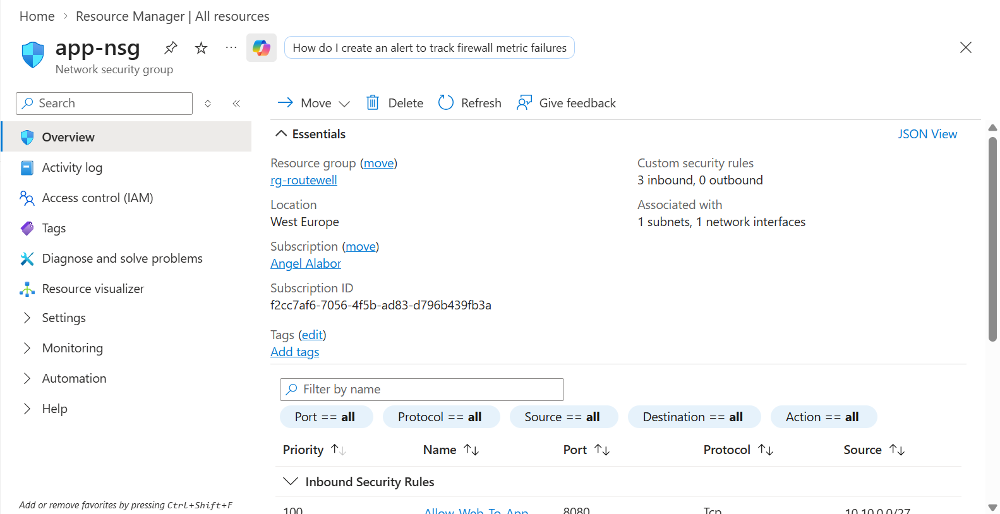 Home > Resource Manager | All resources
app-nsg
How do I create an alert to track firewall metric failures
Network security group
Search
Move Delete Refresh Give feedback
Overview
Activity log
Access control (IAM)
Tags
Diagnose and solve problems
Resource visualizer
Settings
Monitoring
Automation
Help
Add or remove favorites by pressing Ctrl+Shift+F
Essentials
JSON View
Resource group (move)
rg-routewell
Location
West Europe
Subscription (move)
Angel Alabor
Subscription ID
f2cc7af6-7056-4f5b-ad83-d796b439fb3a
Tags (edit)
Add tags
Custom security rules
3 inbound, 0 outbound
Associated with
1 subnets, 1 network interfaces
Filter by name
Port == all Protocol == all Source == all Destination == all Action == all
Priority Name Port Protocol Source
Inbound Security Rules
100 Allow-Web-To-App 8080 Tcp 10.10.0.0/27